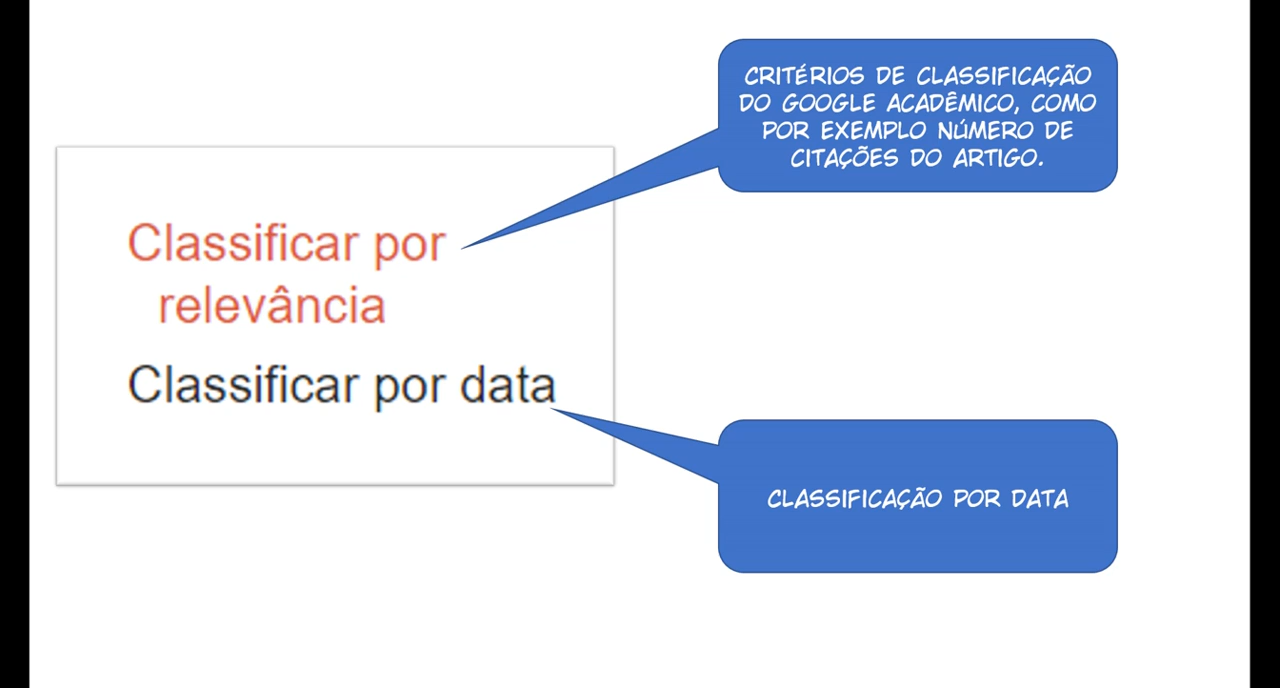 CRITÉRIOS DE CLASSIFICAÇÃO
DO GOOGLE ACADÊMICO, COMO
POR EXEMPLO NÚMERO DE
CITAÇÕES DO ARTIGO.
Classificar por
relevância
Classificar por data
CLASSIFICAÇÃO POR DATA